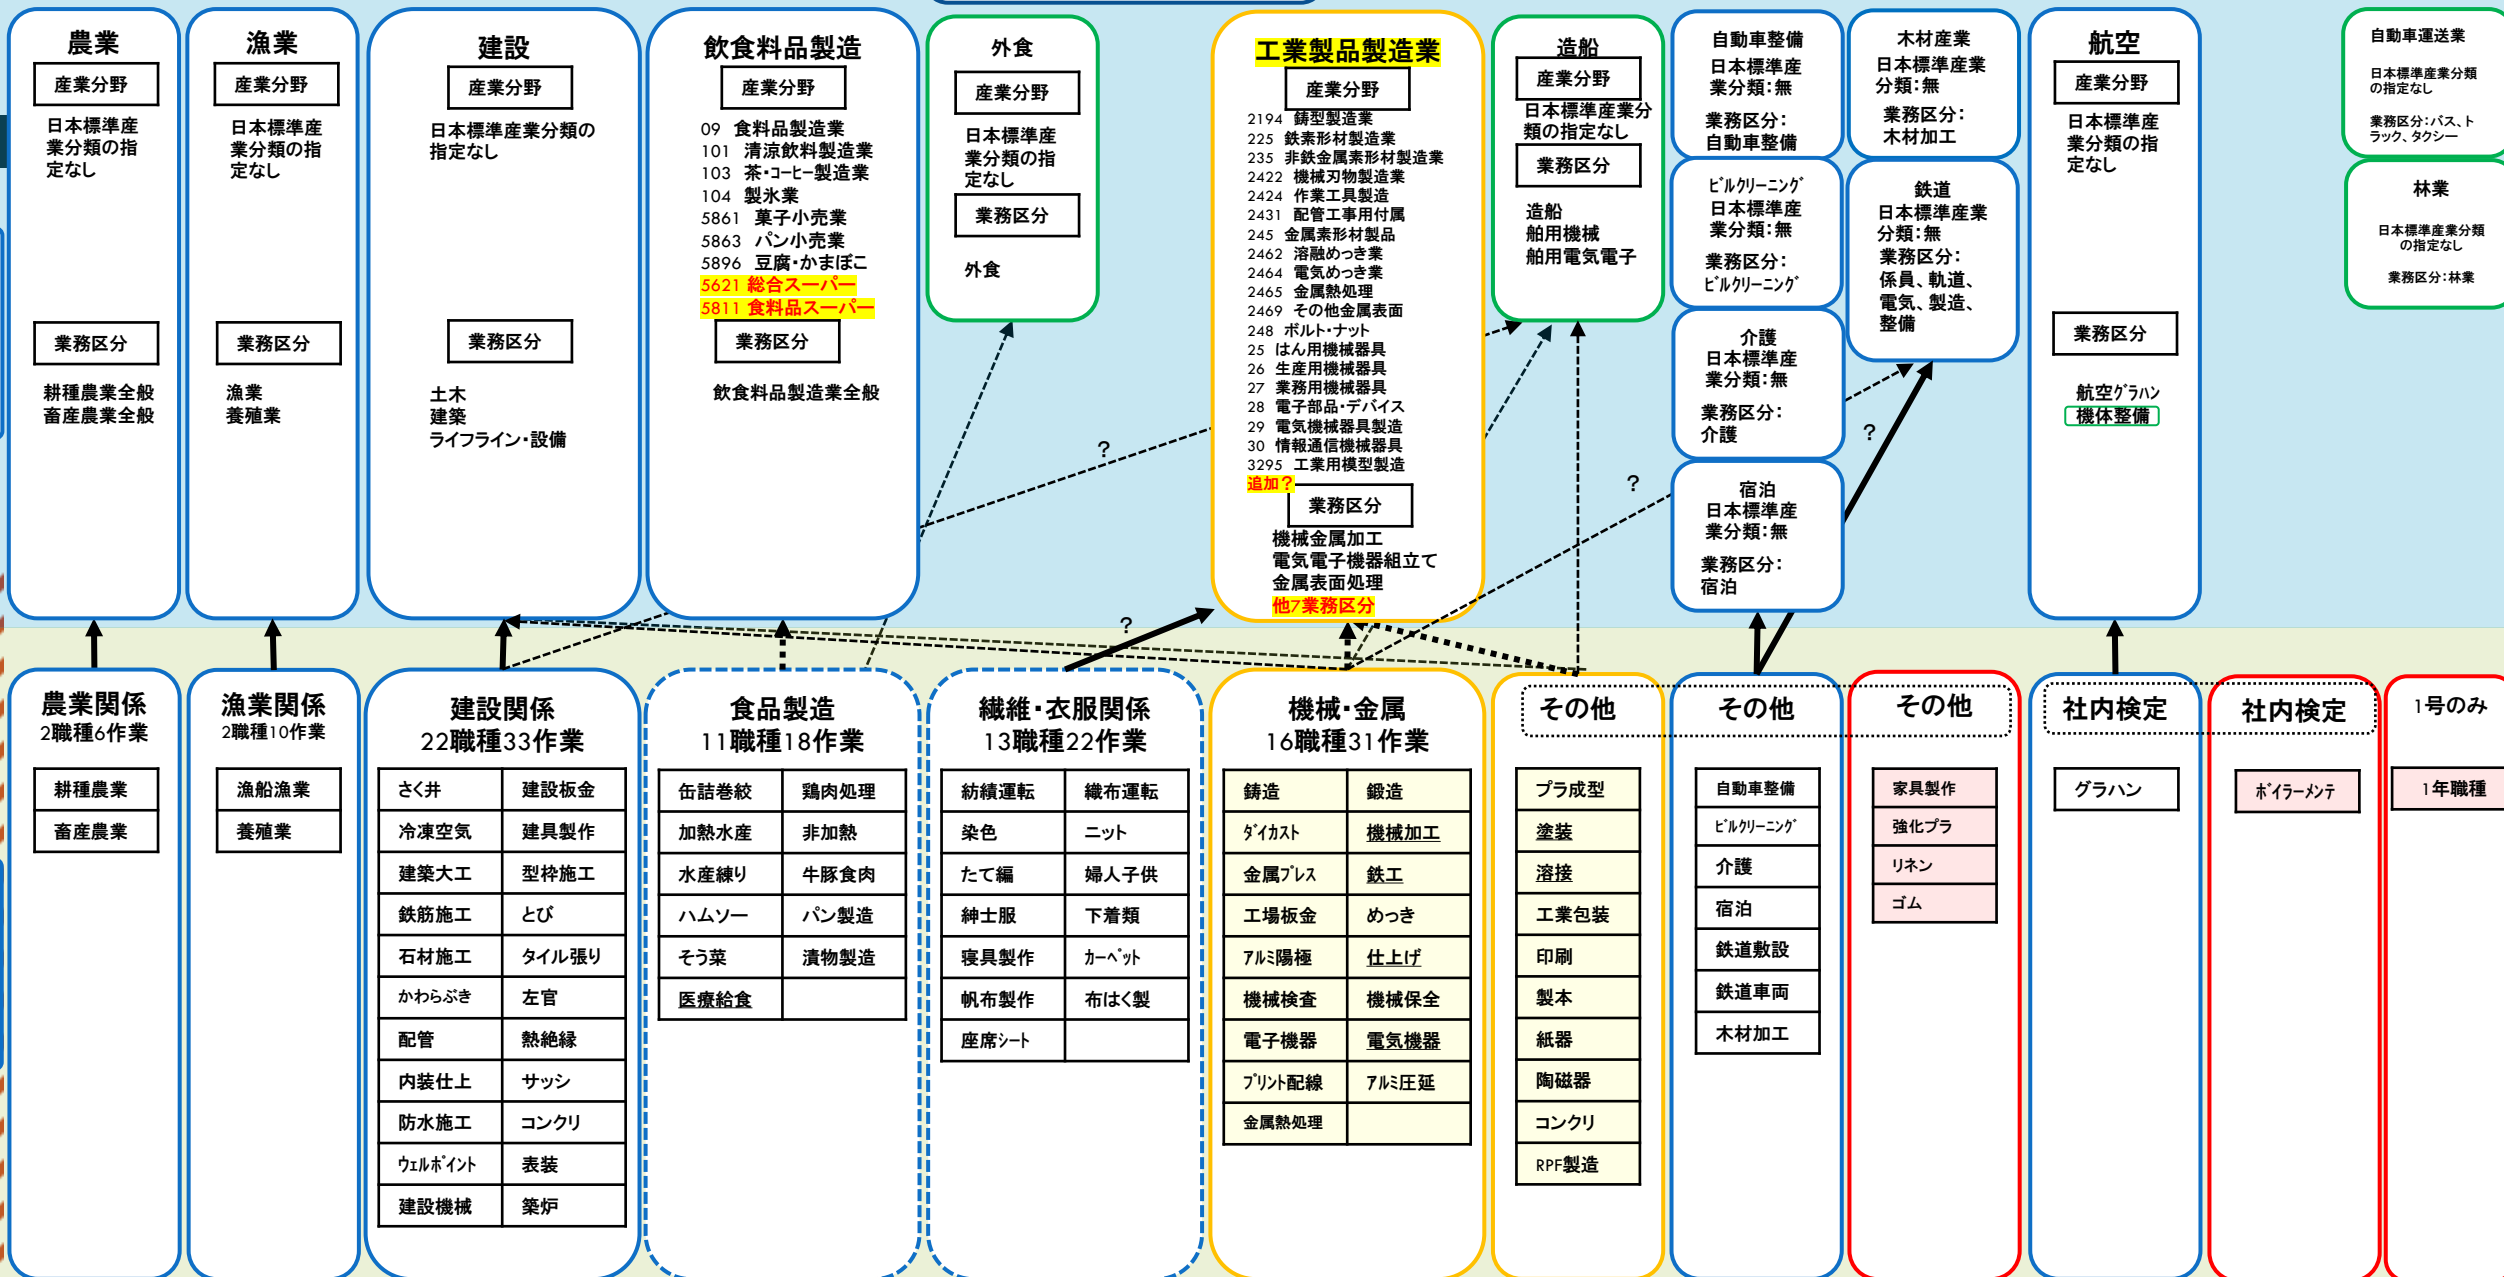 農業
産業分野
日本標準産
業分類の指
定なし
業務区分
耕種農業全般
畜産農業全般
漁業
産業分野
日本標準産
業分類の指
定なし
業務区分
漁業
養殖業
建設
産業分野
日本標準産業分類の
指定なし
業務区分
土木
建築
ライフライン・設備
飲食料品製造
産業分野
09 食料品製造業
101 清涼飲料製造業
103 茶・コーヒー製造業
104 製氷業
5861 菓子小売業
5863 パン小売業
5896 豆腐・かまぼこ
5621 総合スーパー
5811 食料品スーパー
業務区分
飲食料品製造業全般
外食
産業分野
日本標準産
業分類の指
定なし
業務区分
外食
工業製品製造業
産業分野
2194 鋳型製造業
225 鉄素形材製造業
235 非鉄金属素形材製造業
2422 機械刃物製造業
2424 作業工具製造
2431 配管工事用付属
245 金属素形材製品
2462 溶融めっき業
2464 電気めっき業
2465 金属熱処理
2469 その他金属表面
248 ボルト・ナット
25 はん用機械器具
26 生産用機械器具
27 業務用機械器具
28 電子部品・デバイス
29 電気機械器具製造
30 情報通信機械器具
3295 工業用模型製造
追加?
業務区分
機械金属加工
電気電子機器組立て
金属表面処理
他7業務区分
造船
産業分野
日本標準産業分
類の指定なし
業務区分
造船
舶用機械
舶用電気電子
自動車整備
日本標準産
業分類:無
業務区分:
自動車整備
ビルクリーニング
日本標準産
業分類:無
業務区分:
ビルクリーニング
介護
日本標準産
業分類:無
業務区分:
介護
宿泊
日本標準産
業分類:無
業務区分:
宿泊
木材産業
日本標準産業
分類:無
業務区分:
木材加工
鉄道
日本標準産業
分類:無
業務区分:
係員、軌道、
電気、製造、
整備
航空
産業分野
日本標準産
業分類の指
定なし
業務区分
航空グラハン
機体整備
自動車運送業
日本標準産業分類
の指定なし
業務区分:バス、ト
ラック、タクシー
林業
日本標準産業分類
の指定なし
業務区分:林業
?
?
?
?
農業関係
2職種6作業
耕種農業
畜産農業
漁業関係
2職種10作業
漁船漁業
養殖業
建設関係
22職種33作業
さく井 建設板金
冷凍空気 建具製作
建築大工 型枠施工
鉄筋施工 とび
石材施工 タイル張り
かわらぶき 左官
配管 熱絶縁
内装仕上 サッシ
防水施工 コンクリ
ウェルポイント 表装
建設機械 築炉
食品製造
11職種18作業
缶詰巻絞 鶏肉処理
加熱水産 非加熱
水産練り 牛豚食肉
ハムソー パン製造
そう菜 漬物製造
医療給食
繊維・衣服関係
13職種22作業
紡績運転 織布運転
染色 ニット
たて編 婦人子供
紳士服 下着類
寝具製作 カーペット
帆布製作 布はく製
座席シート
機械・金属
16職種31作業
鋳造 鍛造
ダイカスト 機械加工
金属プレス 鉄工
工場板金 めっき
アルミ陽極 仕上げ
機械検査 機械保全
電子機器 電気機器
プリント配線 アルミ圧延
金属熱処理
その他
プラ成型
塗装
溶接
工業包装
印刷
製本
紙器
陶磁器
コンクリ
RPF製造
その他
自動車整備
ビルクリーニング
介護
宿泊
鉄道敷設
鉄道車両
木材加工
その他
家具製作
強化プラ
リネン
ゴム
社内検定
グラハン
社内検定
ボイラーメンテ
1号のみ
1年職種